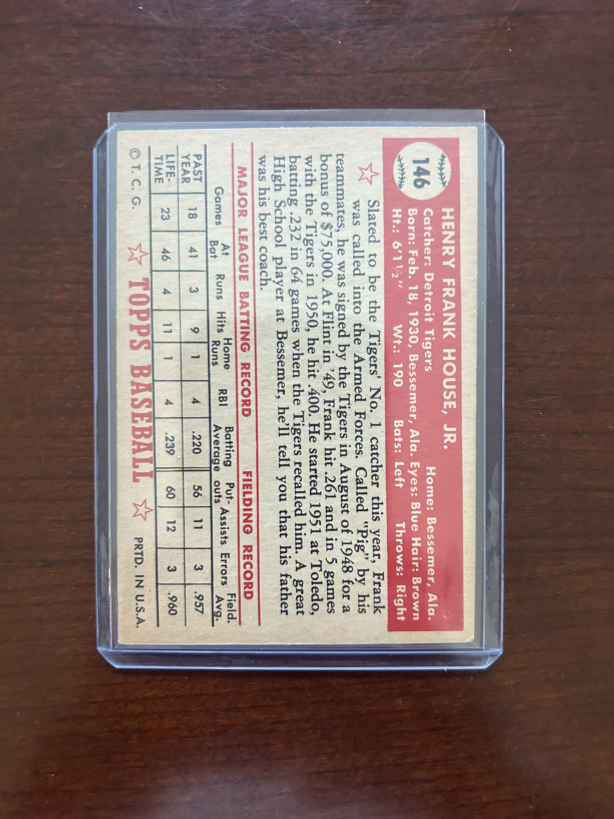 146
HENRY FRANK HOUSE, JR.
Catcher: Detroit Tigers Home: Bessemer, Ala.
Born: Feb. 18, 1930, Bessemer, Ala. Eyes: Blue Hair: Brown
Ht.: 6'1½" Wt.: 190 Bats: Left Throws: Right
Slated to be the Tigers' No. 1 catcher this year, Frank
was called into the Armed Forces. Called "Pig" by his
teammates, he was signed by the Tigers in August of 1948 for a
bonus of $75,000. At Flint in '49, Frank hit .261 and in 5 games
with the Tigers in 1950, he hit .400. He started 1951 at Toledo,
batting .232 in 64 games when the Tigers recalled him. A great
High School player at Bessemer, he'll tell you that his father
was his best coach.
MAJOR LEAGUE BATTING RECORD FIELDING RECORD
Games At Bat Runs Hits Home Runs RBI Batting Average Put-outs Assists Errors Field. Avg.
PAST YEAR 18 41 3 9 1 4 .220 56 11 3 .957
LIFE-TIME 23 46 4 11 1 4 .239 60 12 3 .960
© T. C. G. TOPPS BASEBALL PRTD. IN U.S.A.